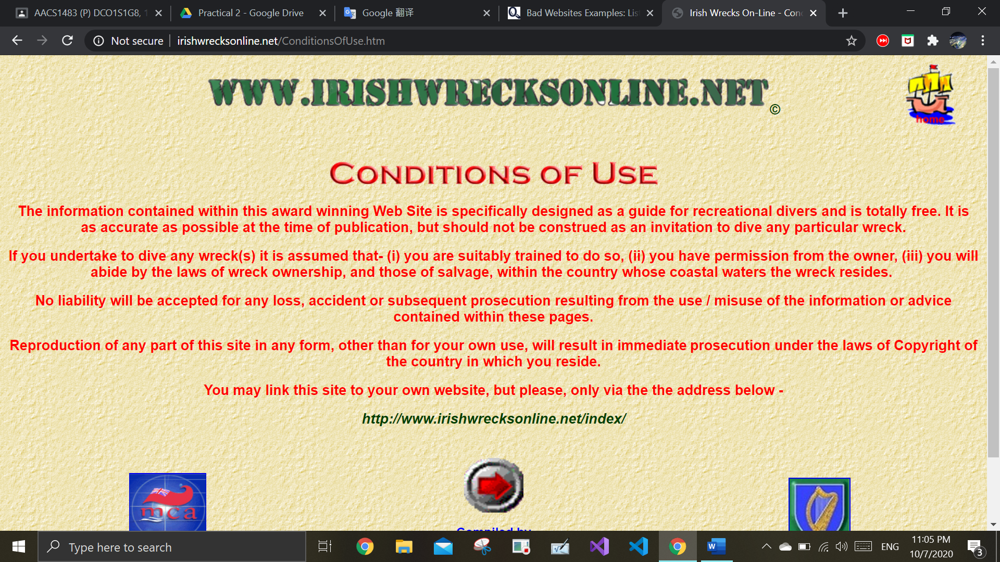 AACS1483 (P) DCO1S1G8, 1
Practical 2 - Google Drive
Google 翻译
Bad Websites Examples: Lis
Irish Wrecks On-Line - Conc
Not secure
irishwrecksonline.net/ConditionsOfUse.htm
WWW.IRISHWRECKSONLINE.NET ©
home
CONDITIONS OF USE
The information contained within this award winning Web Site is specifically designed as a guide for recreational divers and is totally free. It is
as accurate as possible at the time of publication, but should not be construed as an invitation to dive any particular wreck.
If you undertake to dive any wreck(s) it is assumed that- (i) you are suitably trained to do so, (ii) you have permission from the owner, (iii) you will
abide by the laws of wreck ownership, and those of salvage, within the country whose coastal waters the wreck resides.
No liability will be accepted for any loss, accident or subsequent prosecution resulting from the use / misuse of the information or advice
contained within these pages.
Reproduction of any part of this site in any form, other than for your own use, will result in immediate prosecution under the laws of Copyright of
the country in which you reside.
You may link this site to your own website, but please, only via the the address below -
http://www.irishwrecksonline.net/index/
mca
Compiled by
Type here to search
W
ENG
11:05 PM
10/7/2020
3